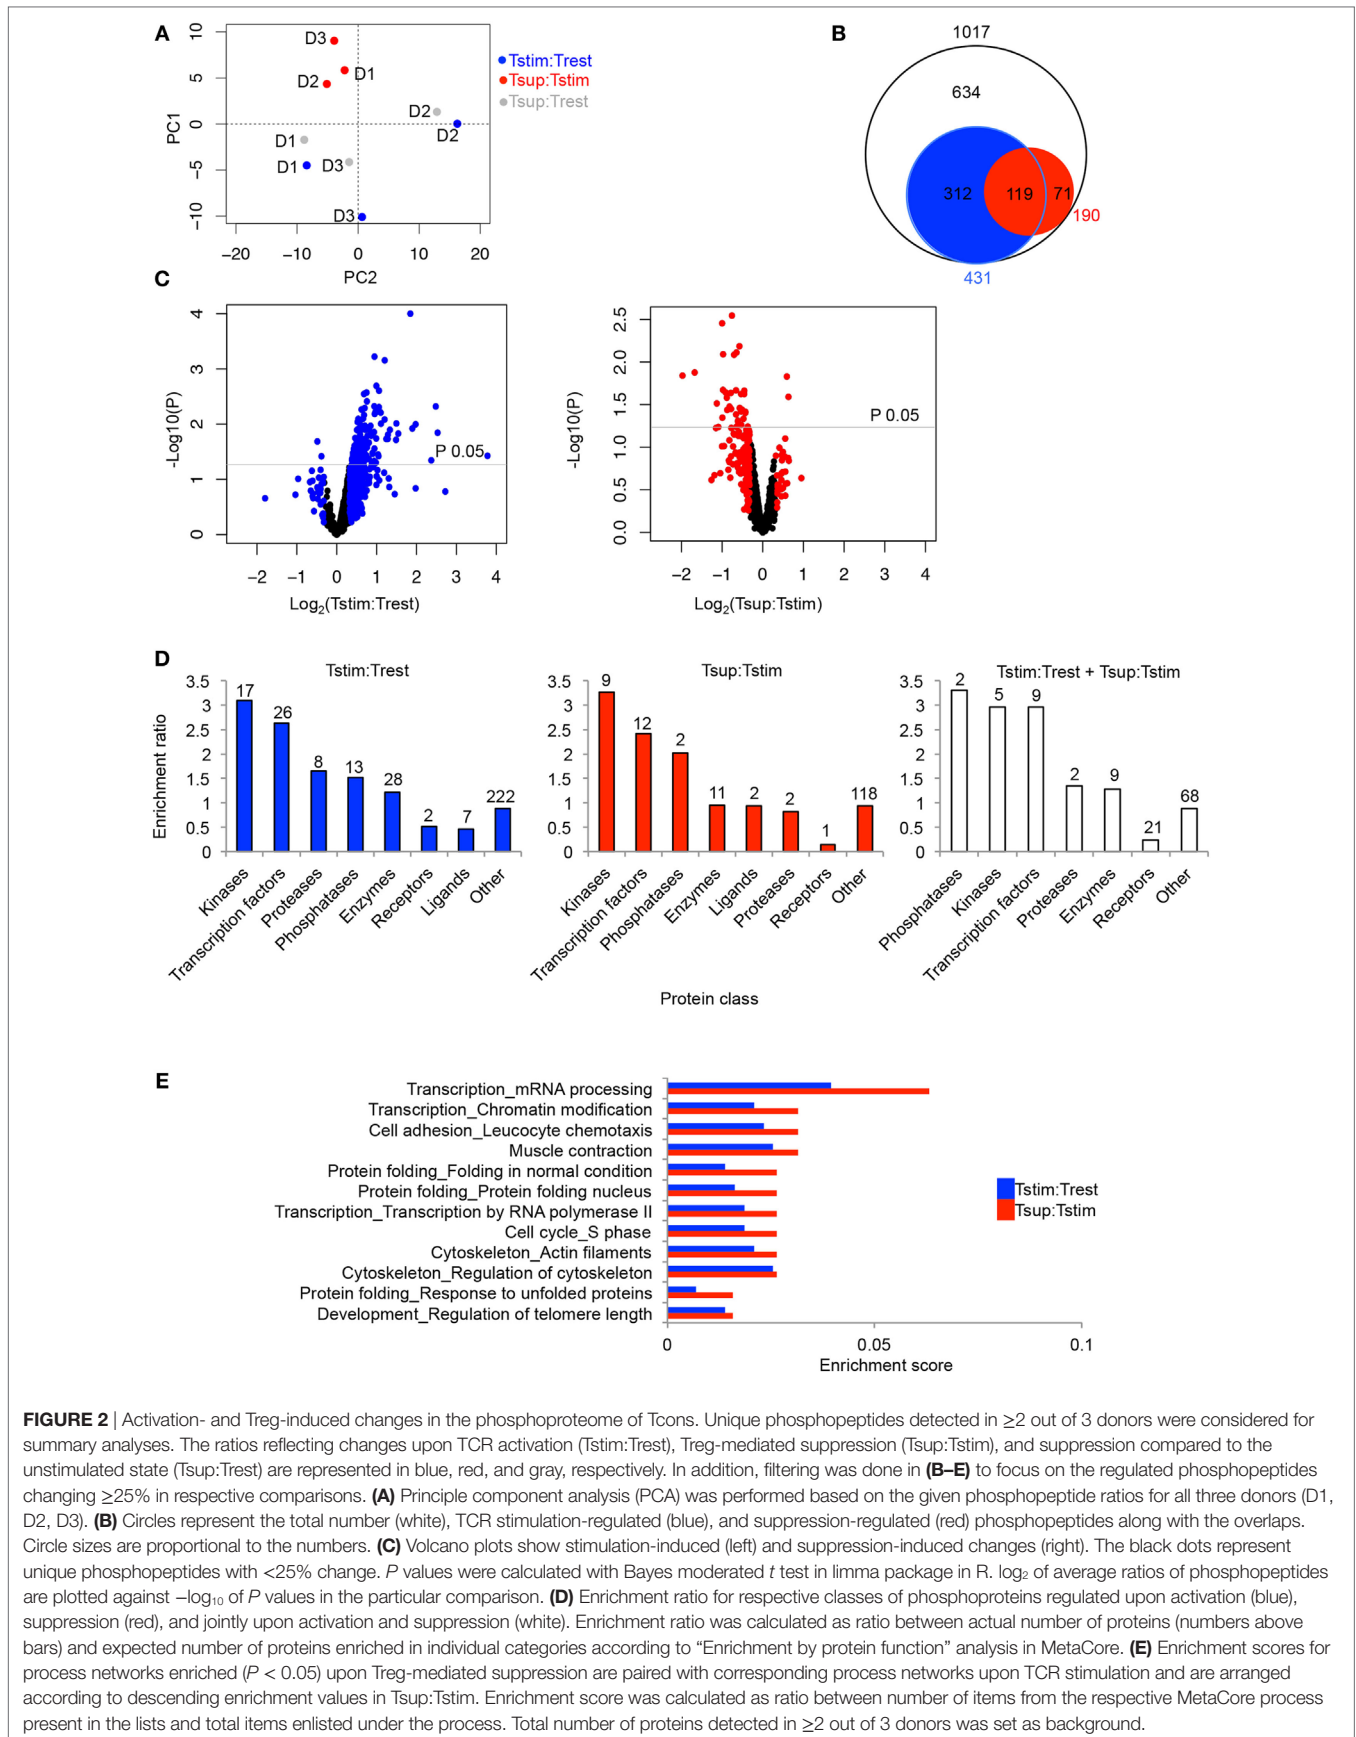 A
10
5
0
−5
−10
PC1
−20
−10
0
10
20
PC2
D3
D1
D2
D2
D2
D1
D1
D3
D3
Tstim:Trest
Tsup:Tstim
Tsup:Trest
B
1017
634
312
119
71
190
431
C
4
3
2
1
0
-Log10(P)
P 0.05
−2
−1
0
1
2
3
4
Log2(Tstim:Trest)
2.5
2.0
1.5
1.0
0.5
0.0
-Log10(P)
P 0.05
−2
−1
0
1
2
3
4
Log2(Tsup:Tstim)
D
Tstim:Trest
Enrichment ratio
3.5
3
2.5
2
1.5
1
0.5
0
17
26
8
13
28
2
7
222
Kinases
Transcription factors
Proteases
Phosphatases
Enzymes
Receptors
Ligands
Other
Tsup:Tstim
3.5
3
2.5
2
1.5
1
0.5
0
9
12
2
11
2
2
1
118
Kinases
Transcription factors
Phosphatases
Enzymes
Ligands
Proteases
Receptors
Other
Tstim:Trest + Tsup:Tstim
3.5
3
2.5
2
1.5
1
0.5
0
2
5
9
2
9
21
68
Phosphatases
Kinases
Transcription factors
Proteases
Enzymes
Receptors
Other
Protein class
E
Transcription_mRNA processing
Transcription_Chromatin modification
Cell adhesion_Leucocyte chemotaxis
Muscle contraction
Protein folding_Folding in normal condition
Protein folding_Protein folding nucleus
Transcription_Transcription by RNA polymerase II
Cell cycle_S phase
Cytoskeleton_Actin filaments
Cytoskeleton_Regulation of cytoskeleton
Protein folding_Response to unfolded proteins
Development_Regulation of telomere length
Tstim:Trest
Tsup:Tstim
0
0.05
0.1
Enrichment score
FIGURE 2 | Activation- and Treg-induced changes in the phosphoproteome of Tcons. Unique phosphopeptides detected in ≥2 out of 3 donors were considered for
summary analyses. The ratios reflecting changes upon TCR activation (Tstim:Trest), Treg-mediated suppression (Tsup:Tstim), and suppression compared to the
unstimulated state (Tsup:Trest) are represented in blue, red, and gray, respectively. In addition, filtering was done in (B–E) to focus on the regulated phosphopeptides
changing ≥25% in respective comparisons. (A) Principle component analysis (PCA) was performed based on the given phosphopeptide ratios for all three donors (D1,
D2, D3). (B) Circles represent the total number (white), TCR stimulation-regulated (blue), and suppression-regulated (red) phosphopeptides along with the overlaps.
Circle sizes are proportional to the numbers. (C) Volcano plots show stimulation-induced (left) and suppression-induced changes (right). The black dots represent
unique phosphopeptides with <25% change. P values were calculated with Bayes moderated t test in limma package in R. log2 of average ratios of phosphopeptides
are plotted against −log10 of P values in the particular comparison. (D) Enrichment ratio for respective classes of phosphoproteins regulated upon activation (blue),
suppression (red), and jointly upon activation and suppression (white). Enrichment ratio was calculated as ratio between actual number of proteins (numbers above
bars) and expected number of proteins enriched in individual categories according to “Enrichment by protein function” analysis in MetaCore. (E) Enrichment scores for
process networks enriched (P < 0.05) upon Treg-mediated suppression are paired with corresponding process networks upon TCR stimulation and are arranged
according to descending enrichment values in Tsup:Tstim. Enrichment score was calculated as ratio between number of items from the respective MetaCore process
present in the lists and total items enlisted under the process. Total number of proteins detected in ≥2 out of 3 donors was set as background.